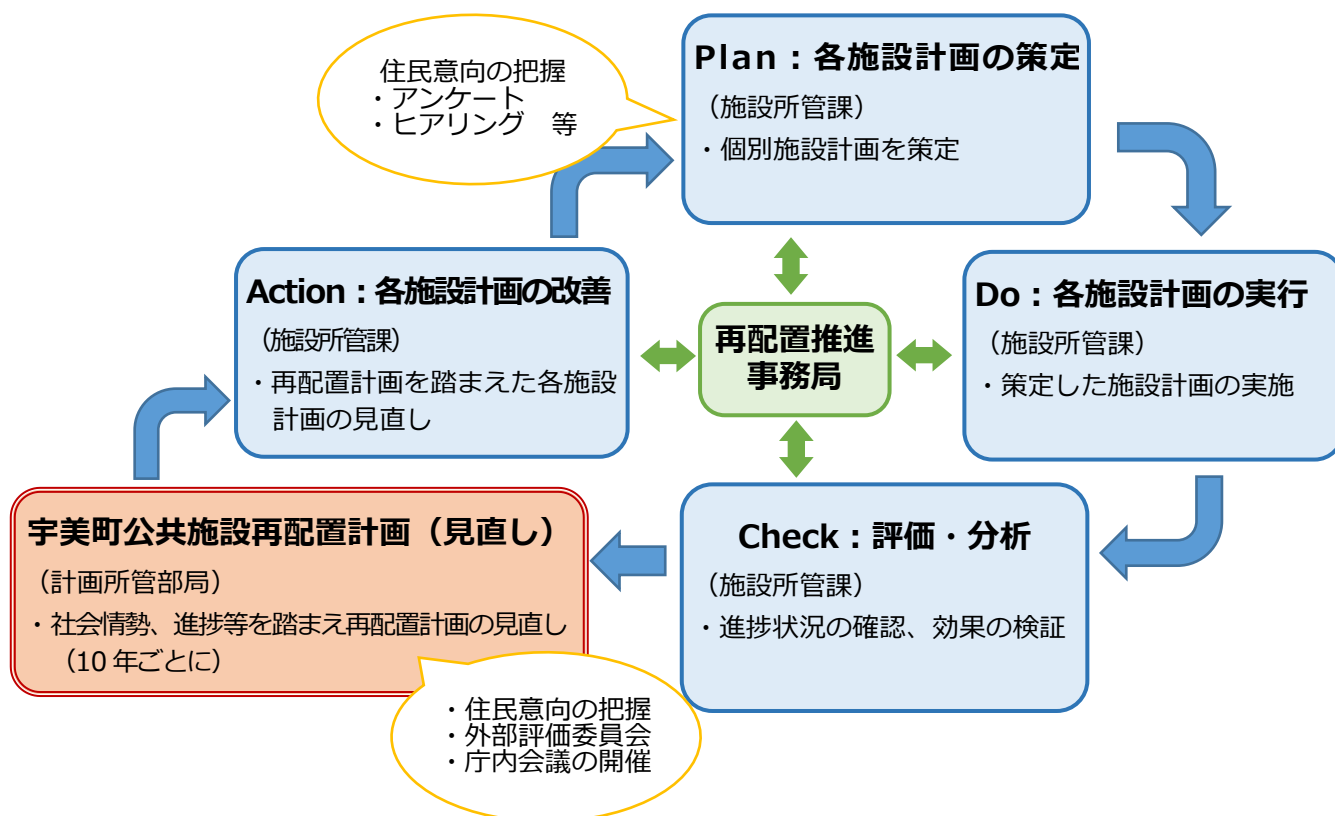 住民意向の把握
・アンケート
・ヒアリング　等
Plan：各施設計画の策定
（施設所管課）
・個別施設計画を策定
Action：各施設計画の改善
（施設所管課）
・再配置計画を踏まえた各施設
計画の見直し
再配置推進
事務局
Do：各施設計画の実行
（施設所管課）
・策定した施設計画の実施
宇美町公共施設再配置計画（見直し）
（計画所管部局）
・社会情勢、進捗等を踏まえ再配置計画の見直し
（10 年ごとに）
Check：評価・分析
（施設所管課）
・進捗状況の確認、効果の検証
・住民意向の把握
・外部評価委員会
・庁内会議の開催